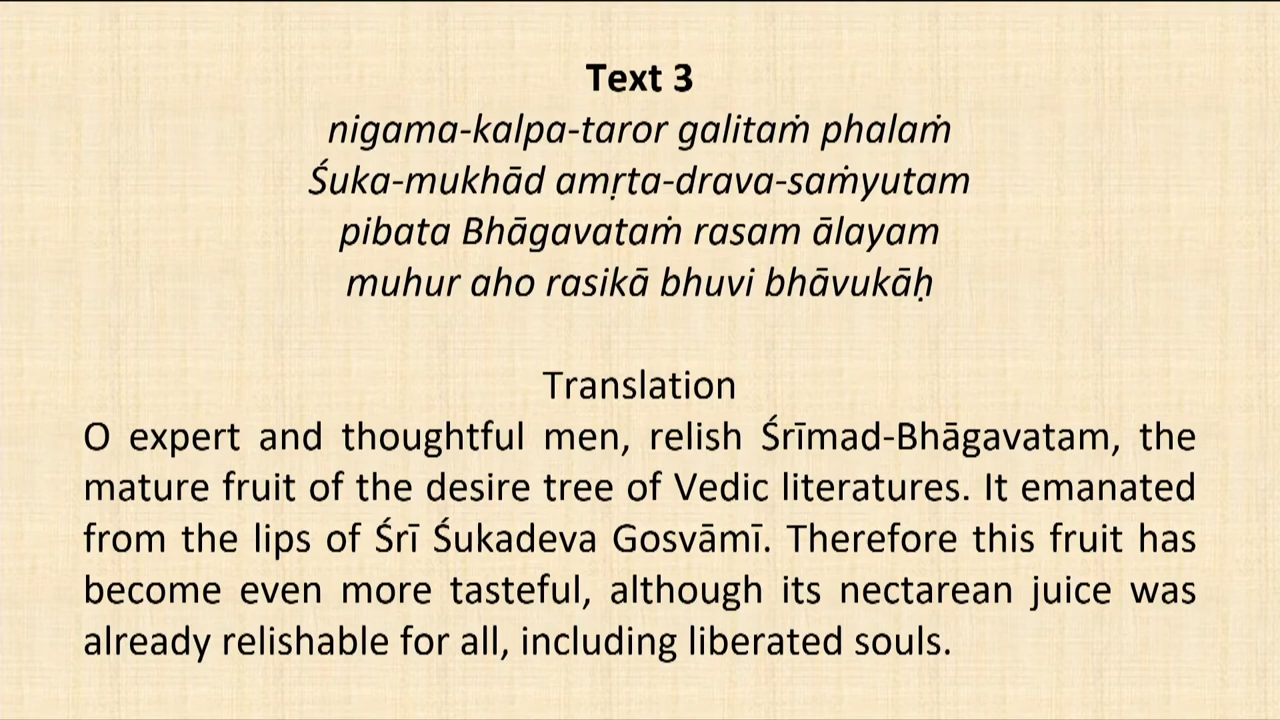 Text 3
nigama-kalpa-taror galitaṁ phalaṁ
Śuka-mukhād amṛta-drava-saṁyutam
pibata Bhāgavataṁ rasam ālayam
muhur aho rasikā bhuvi bhāvukāḥ
Translation
O expert and thoughtful men, relish Śrīmad-Bhāgavatam, the
mature fruit of the desire tree of Vedic literatures. It emanated
from the lips of Śrī Śukadeva Gosvāmī. Therefore this fruit has
become even more tasteful, although its nectarean juice was
already relishable for all, including liberated souls.